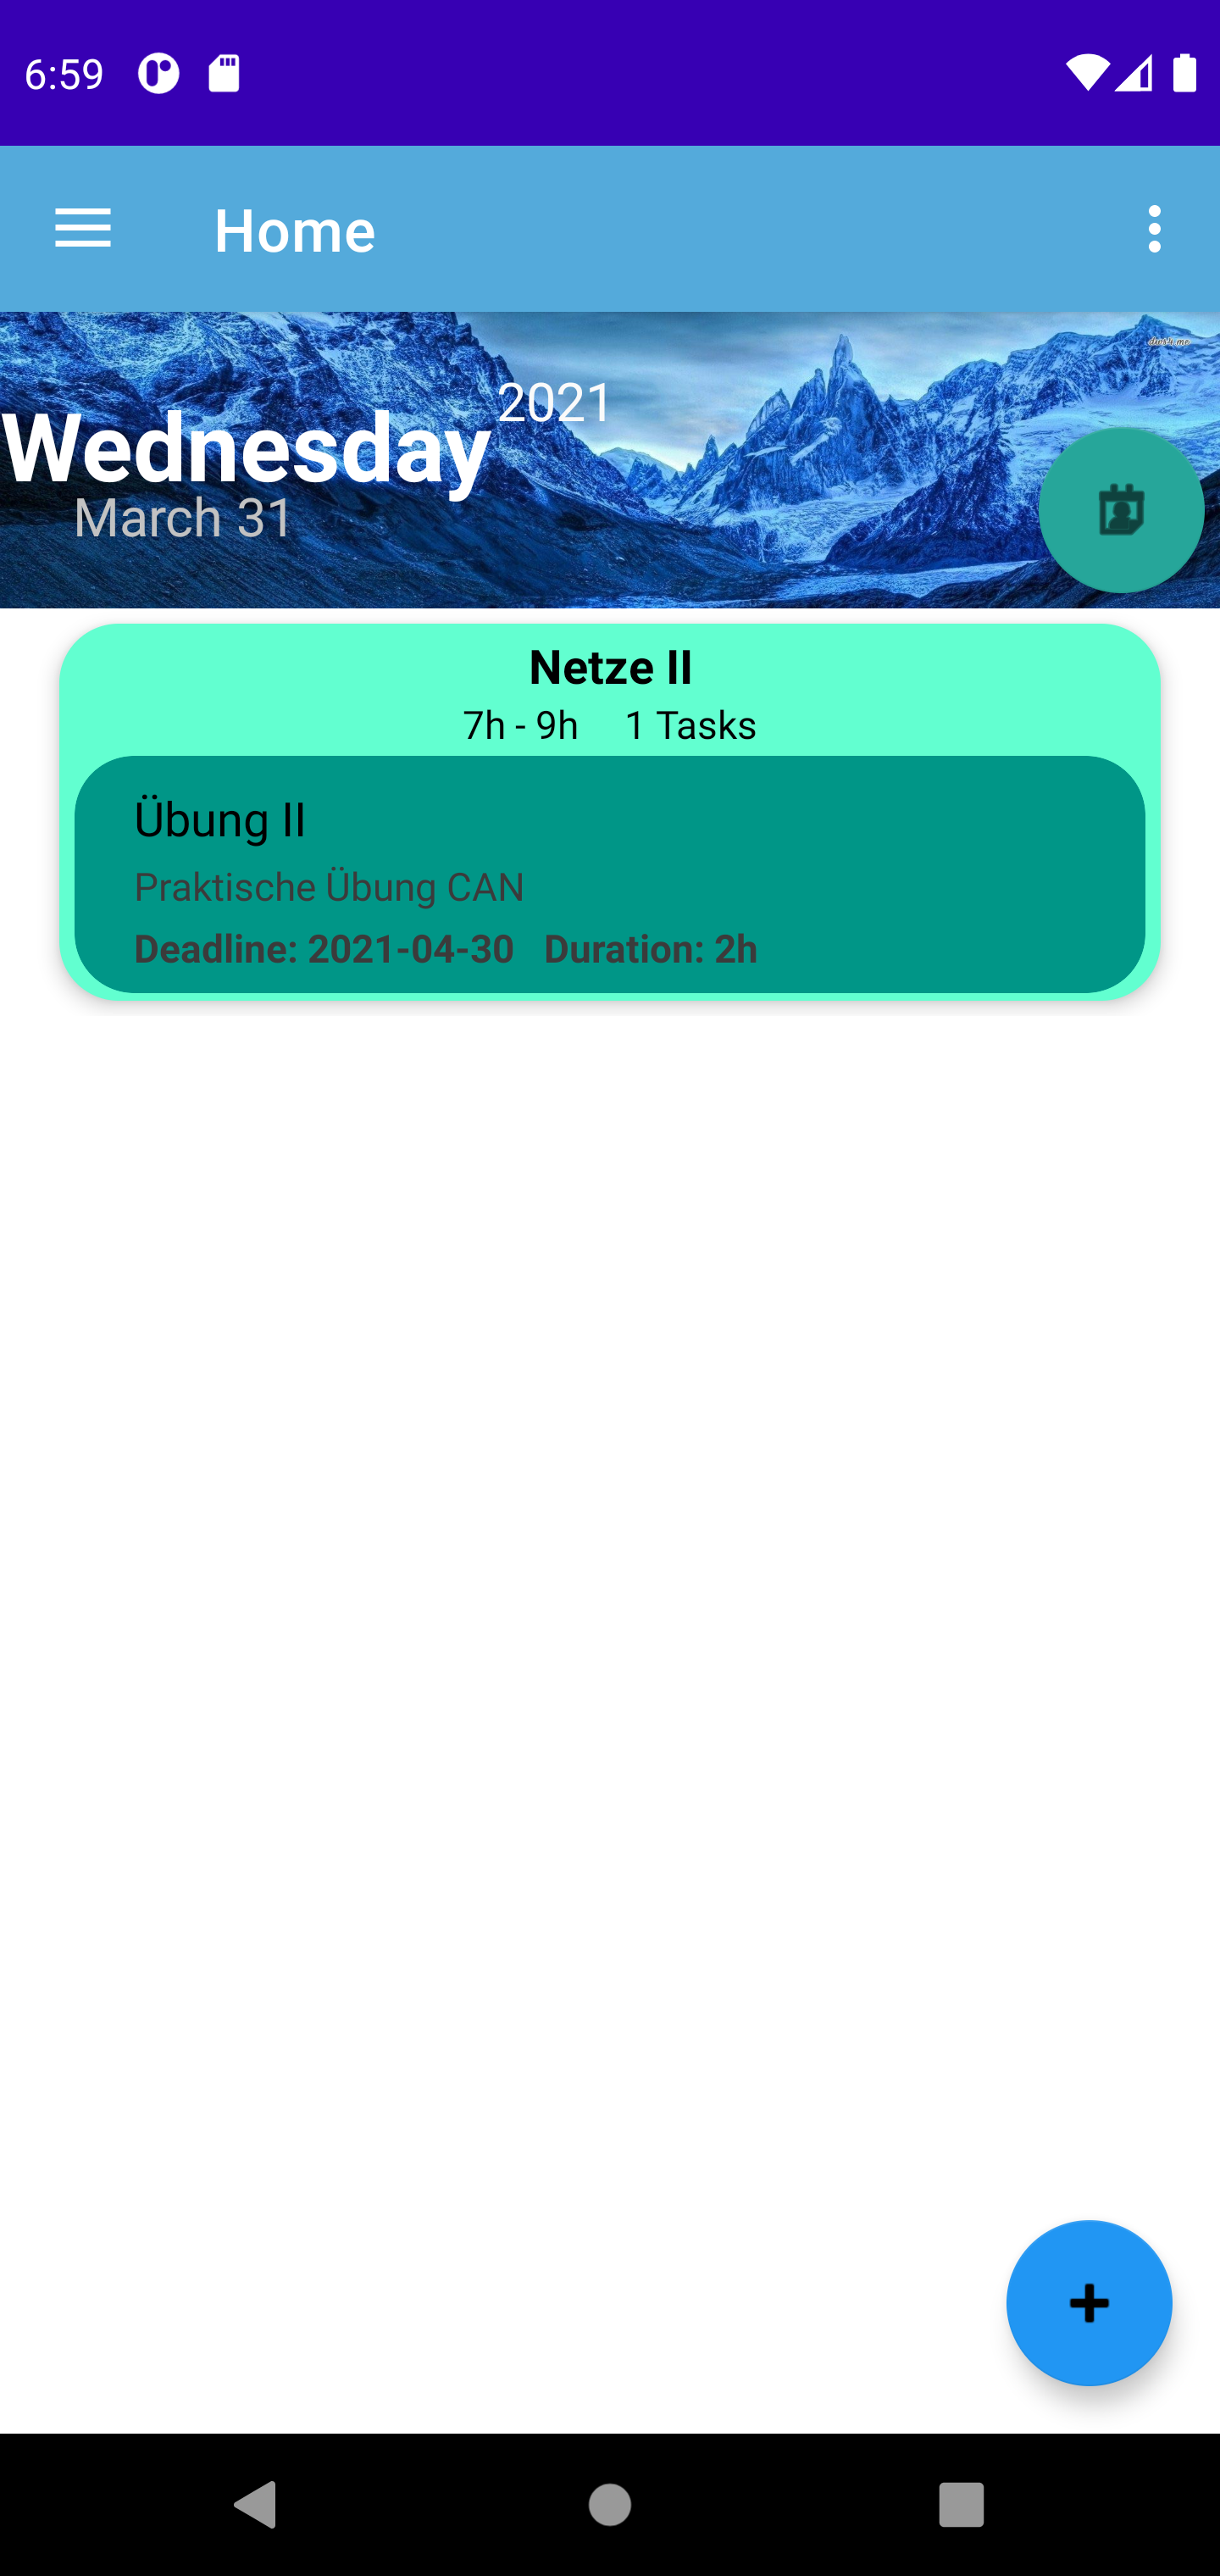 6:59
Home
2021
Wednesday
March 31
Netze II
7h - 9h 1 Tasks
Übung II
Praktische Übung CAN
Deadline: 2021-04-30 Duration: 2h